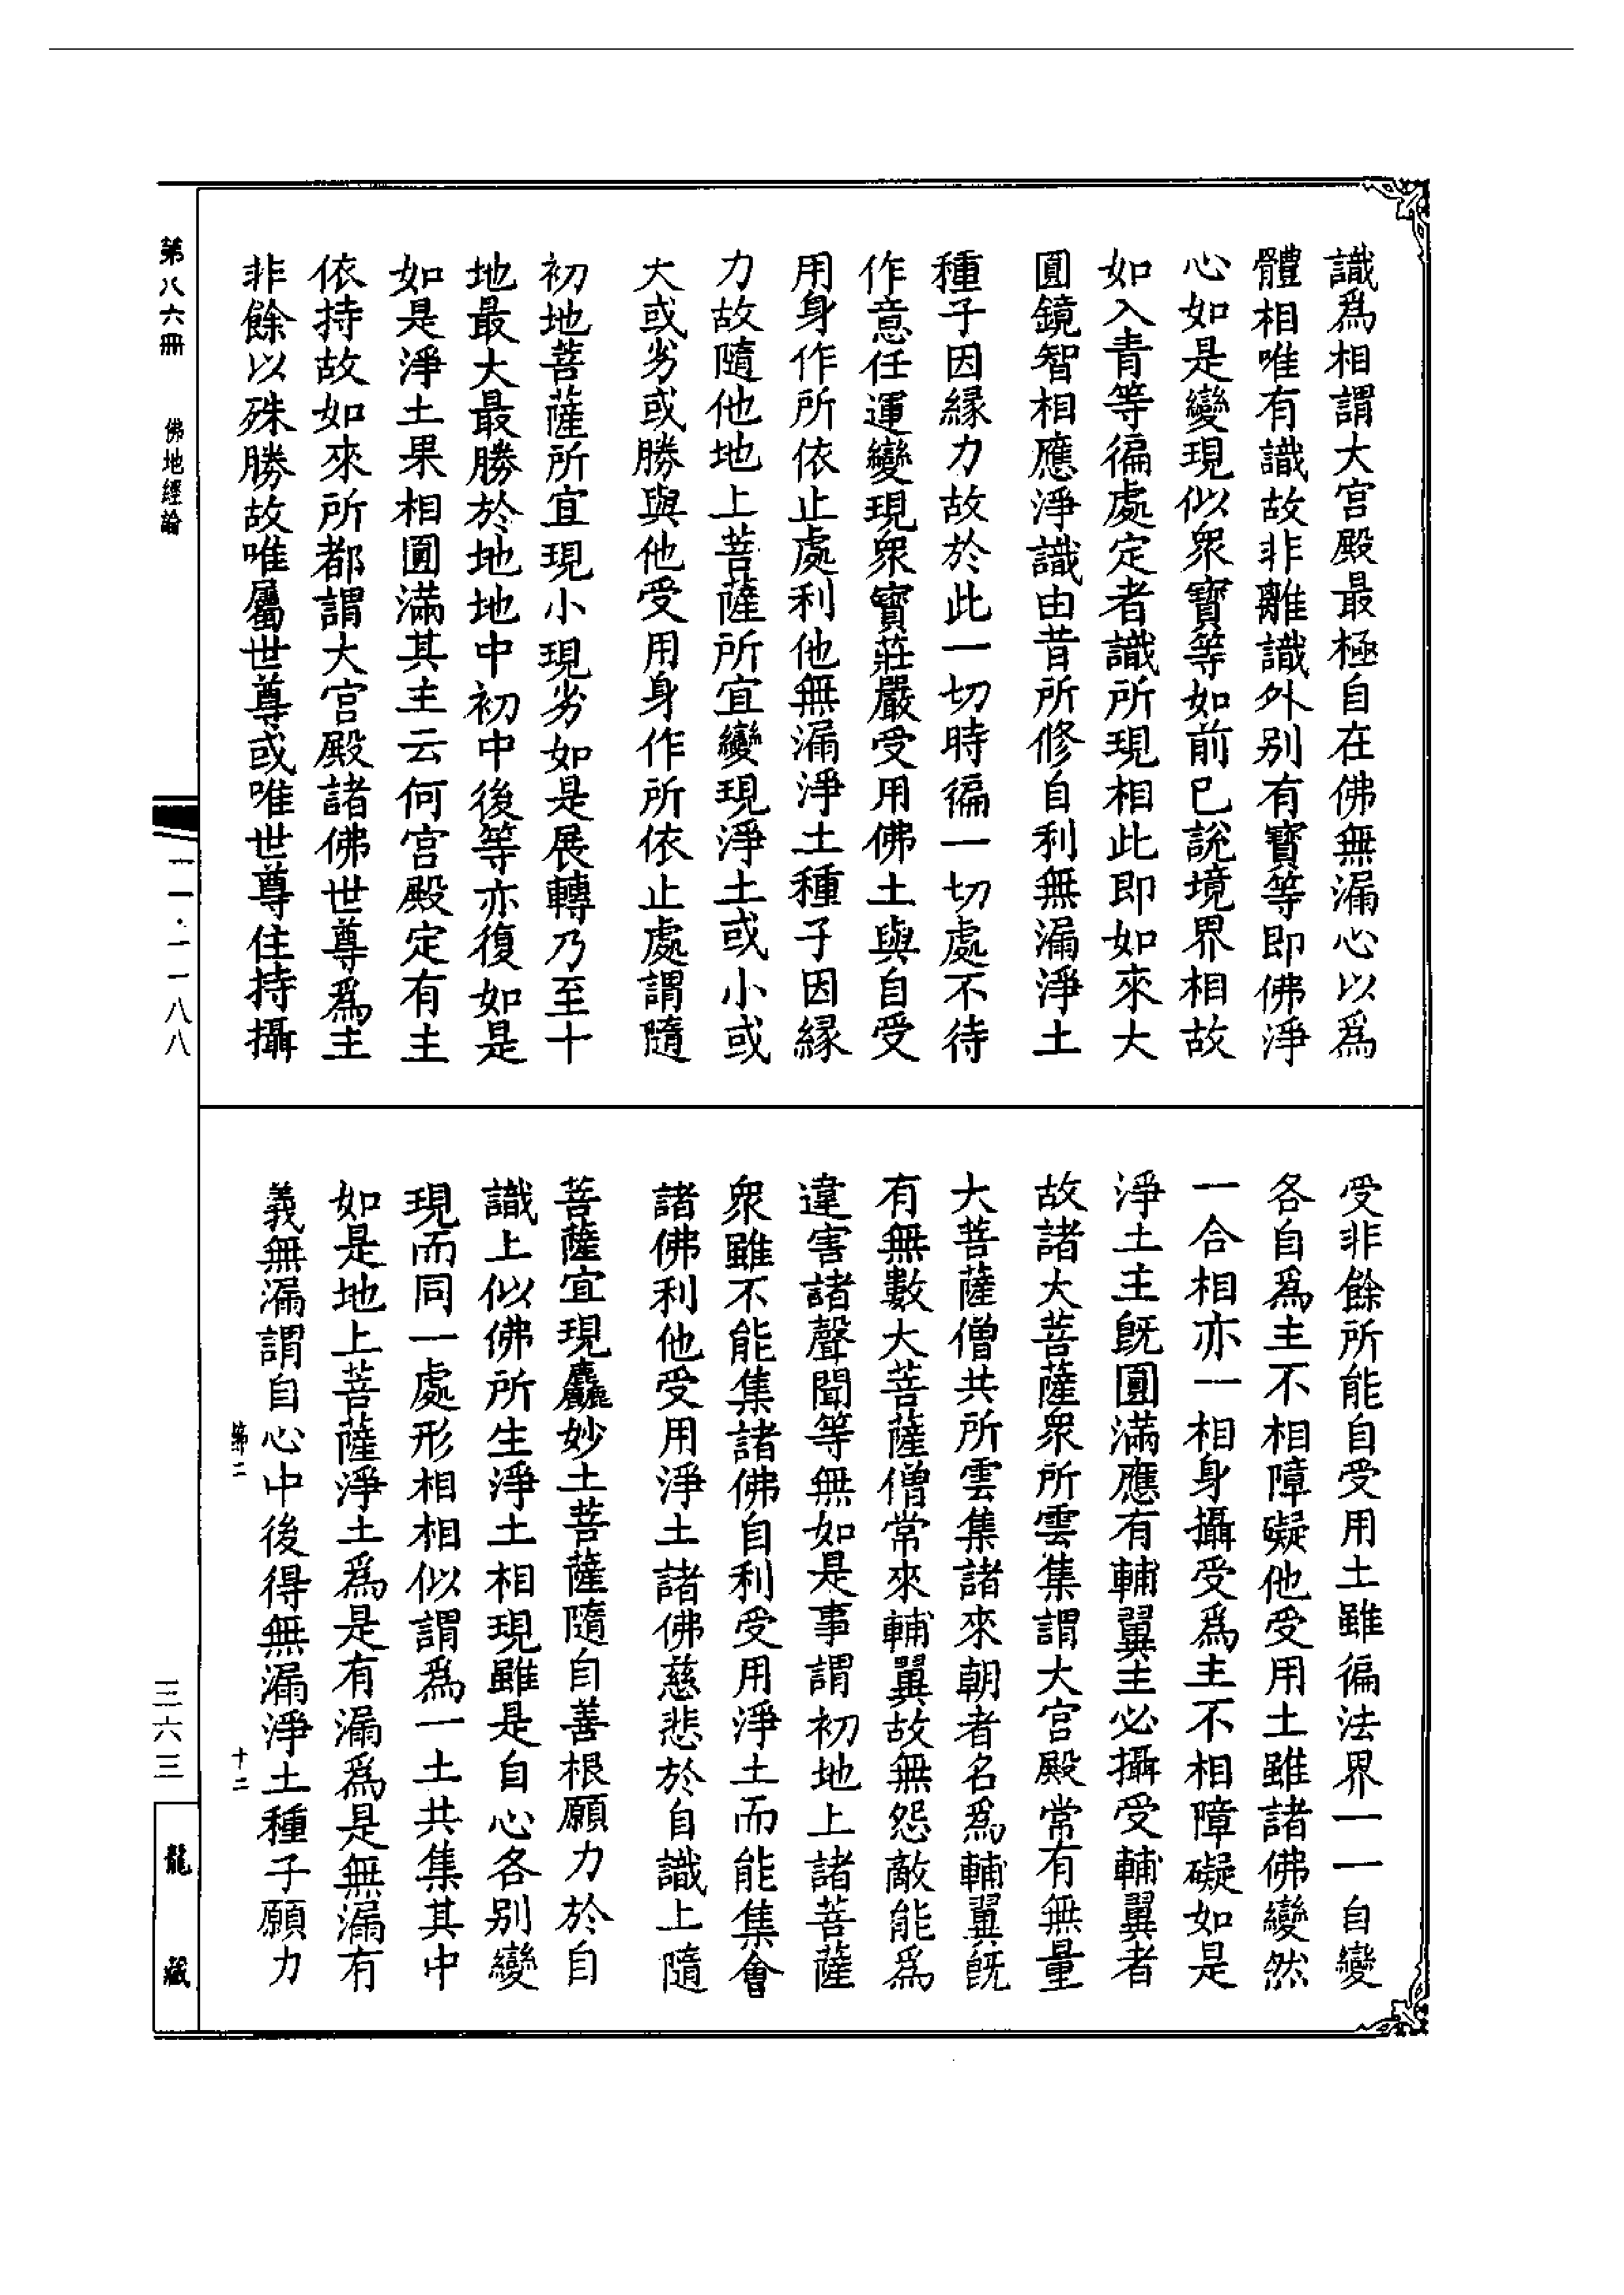 識爲相謂大宫殿最極自在佛無漏心以爲
體相唯有識故非離識外别有寶等即佛淨
心如是變現似衆寶等如前已說境界相故
如入青等徧處定者識所現相此即如來大
圓鏡智相應淨識由昔所修自利無漏淨土
種子因緣力故於此一切時徧一切處不待
作意任運變現衆寶莊嚴受用佛土與自受
用身作所依止處利他無漏淨土種子因緣
力故隨他地上菩薩所宜變現淨土或小或
大或劣或勝與他受用身作所依止處謂隨
初地菩薩所宜現小現劣如是展轉乃至十
地最大最勝於地地中初中後等亦復如是
如是淨土果相圓滿其主云何宫殿定有主
依持故如來所都謂大宫殿諸佛世尊爲主
非餘以殊勝故唯屬世尊或唯世尊住持攝
受非餘所能自受用土雖徧法界一一自變
各自爲主不相障礙他受用土雖諸佛變然
一合相亦一相身攝受爲主不相障礙如是
淨土主旣圓滿應有輔翼主必攝受輔翼者
故諸大菩薩衆所雲集謂大宫殿常有無量
大菩薩僧共所雲集諸來朝者名爲輔翼旣
有無數大菩薩僧常來輔翼故無怨敵能爲
違害諸聲聞等無如是事謂初地上諸菩薩
衆雖不能集諸佛自利受用淨土而能集會
諸佛利他受用淨土諸佛慈悲於自識上隨
菩薩宜現麤妙土菩薩隨自善根願力於自
識上似佛所生淨土相現雖是自心各别變
現而同一處形相相似謂爲一土共集其中
如是地上菩薩淨土爲是有漏爲是無漏有
義無漏謂自心中後得無漏淨土種子願力
第二 十二
第八六冊 佛地經論
一一·一一八八
三六三
龍藏